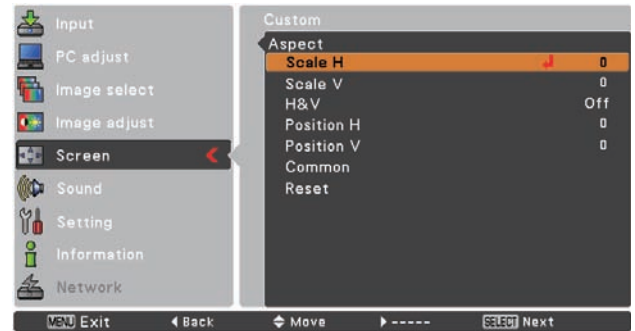 Input
PC adjust
Image select
Image adjust
Screen
Sound
Setting
Information
Network
Custom
Aspect
Scale H 0
Scale V 0
H&V Off
Position H 0
Position V 0
Common
Reset
MENU Exit Back Move ----- SELECT Next